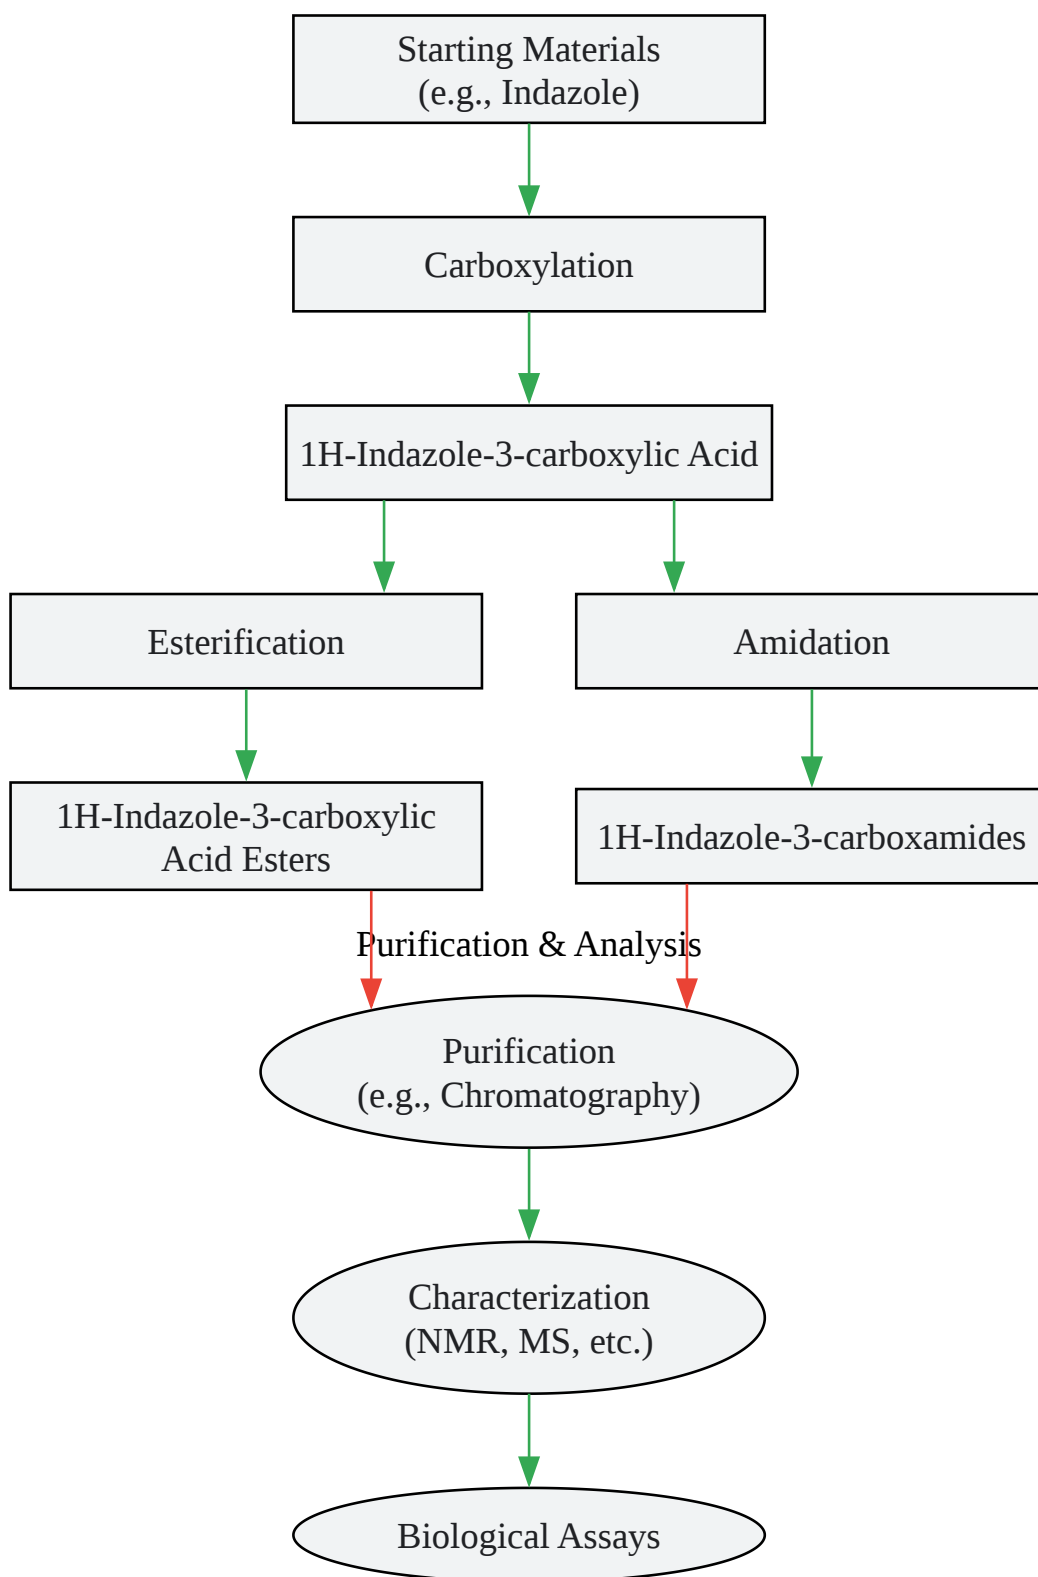 Starting Materials
(e.g., Indazole)
Carboxylation
1H-Indazole-3-carboxylic Acid
Esterification
Amidation
1H-Indazole-3-carboxylic
Acid Esters
1H-Indazole-3-carboxamides
Purification & Analysis
Purification
(e.g., Chromatography)
Characterization
(NMR, MS, etc.)
Biological Assays